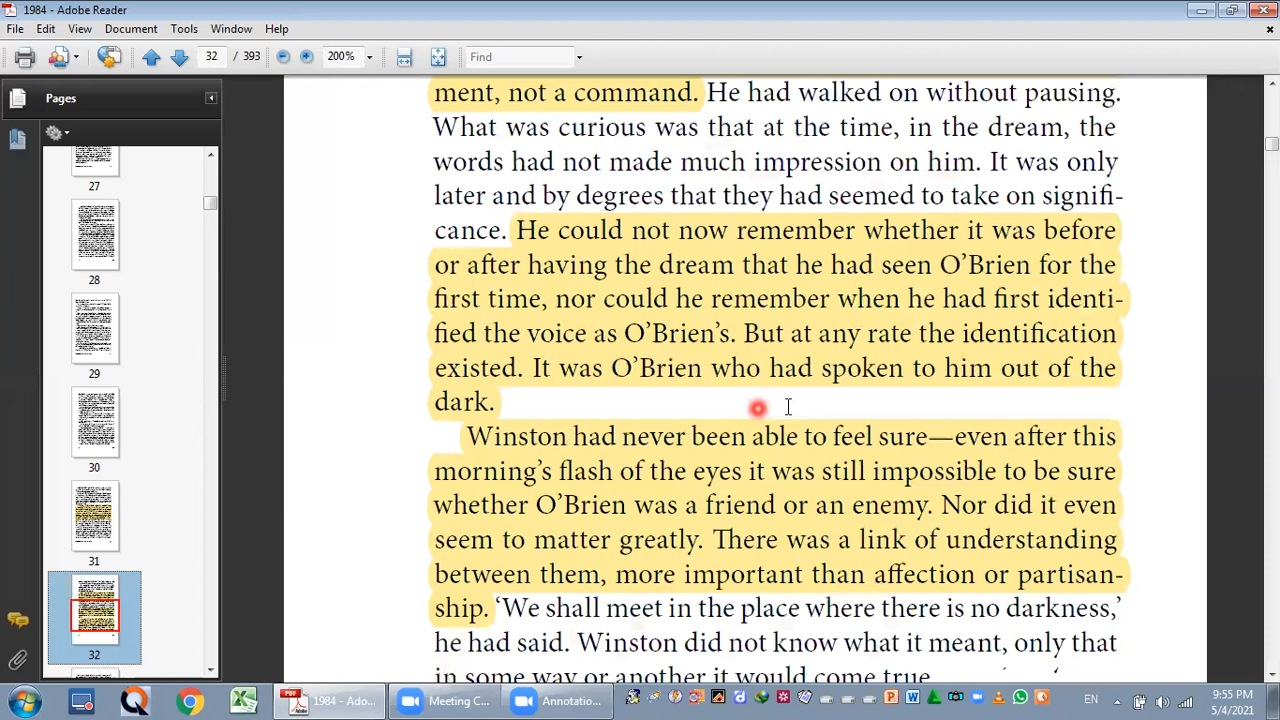 1984 - Adobe Reader
File Edit View Document Tools Window Help
32 / 393 200% Find
Pages
27
28
29
30
31
32
ment, not a command. He had walked on without pausing.
What was curious was that at the time, in the dream, the
words had not made much impression on him. It was only
later and by degrees that they had seemed to take on signifi-
cance. He could not now remember whether it was before
or after having the dream that he had seen O’Brien for the
first time, nor could he remember when he had first identi-
fied the voice as O’Brien’s. But at any rate the identification
existed. It was O’Brien who had spoken to him out of the
dark.
Winston had never been able to feel sure—even after this
morning’s flash of the eyes it was still impossible to be sure
whether O’Brien was a friend or an enemy. Nor did it even
seem to matter greatly. There was a link of understanding
between them, more important than affection or partisan-
ship. ‘We shall meet in the place where there is no darkness,’
he had said. Winston did not know what it meant, only that
in some way or another it would come true.
1984 - Ado... Meeting C... Annotatio... EN 9:55 PM
5/4/2021